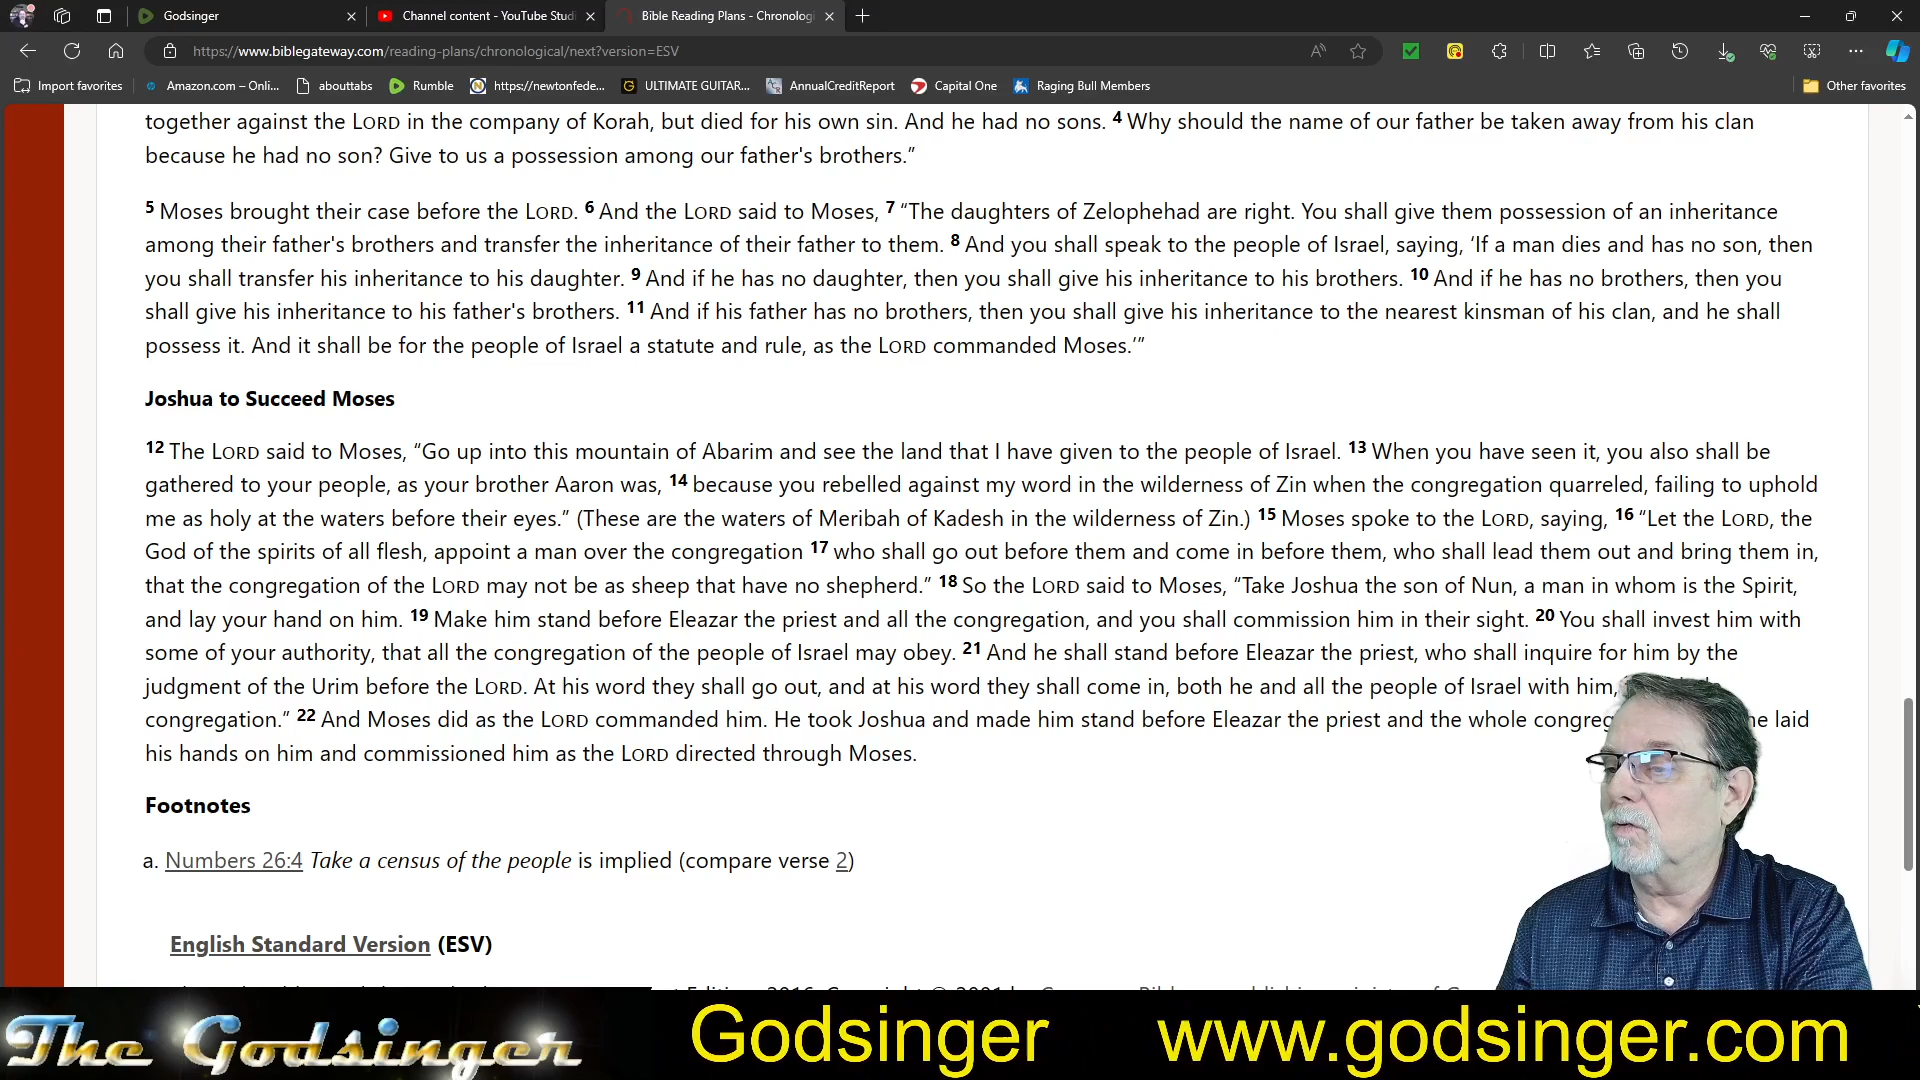 Godsinger
Channel content - YouTube Studi
Bible Reading Plans - Chronologi
https://www.biblegateway.com/reading-plans/chronological/next?version=ESV
Import favorites
Amazon.com – Onli...
abouttabs
Rumble
https://newtonfede...
ULTIMATE GUITAR...
AnnualCreditReport
Capital One
Raging Bull Members
Other favorites
together against the LORD in the company of Korah, but died for his own sin. And he had no sons. 4 Why should the name of our father be taken away from his clan
because he had no son? Give to us a possession among our father's brothers.”
5 Moses brought their case before the LORD. 6 And the LORD said to Moses, 7 “The daughters of Zelophehad are right. You shall give them possession of an inheritance
among their father's brothers and transfer the inheritance of their father to them. 8 And you shall speak to the people of Israel, saying, ‘If a man dies and has no son, then
you shall transfer his inheritance to his daughter. 9 And if he has no daughter, then you shall give his inheritance to his brothers. 10 And if he has no brothers, then you
shall give his inheritance to his father's brothers. 11 And if his father has no brothers, then you shall give his inheritance to the nearest kinsman of his clan, and he shall
possess it. And it shall be for the people of Israel a statute and rule, as the LORD commanded Moses.’”
Joshua to Succeed Moses
12 The LORD said to Moses, “Go up into this mountain of Abarim and see the land that I have given to the people of Israel. 13 When you have seen it, you also shall be
gathered to your people, as your brother Aaron was, 14 because you rebelled against my word in the wilderness of Zin when the congregation quarreled, failing to uphold
me as holy at the waters before their eyes.” (These are the waters of Meribah of Kadesh in the wilderness of Zin.) 15 Moses spoke to the LORD, saying, 16 “Let the LORD, the
God of the spirits of all flesh, appoint a man over the congregation 17 who shall go out before them and come in before them, who shall lead them out and bring them in,
that the congregation of the LORD may not be as sheep that have no shepherd.” 18 So the LORD said to Moses, “Take Joshua the son of Nun, a man in whom is the Spirit,
and lay your hand on him. 19 Make him stand before Eleazar the priest and all the congregation, and you shall commission him in their sight. 20 You shall invest him with
some of your authority, that all the congregation of the people of Israel may obey. 21 And he shall stand before Eleazar the priest, who shall inquire for him by the
judgment of the Urim before the LORD. At his word they shall go out, and at his word they shall come in, both he and all the people of Israel with him,
congregation.” 22 And Moses did as the LORD commanded him. He took Joshua and made him stand before Eleazar the priest and the whole congreg he laid
his hands on him and commissioned him as the LORD directed through Moses.
Footnotes
a. Numbers 26:4 Take a census of the people is implied (compare verse 2)
English Standard Version (ESV)
The Godsinger
Godsinger
www.godsinger.com